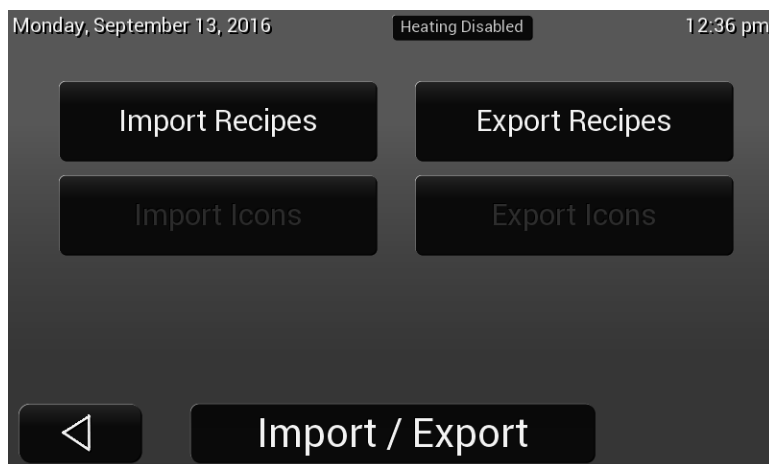 Monday, September 13, 2016 Heating Disabled 12:36 pm
Import Recipes Export Recipes
Import Icons Export Icons
Import / Export